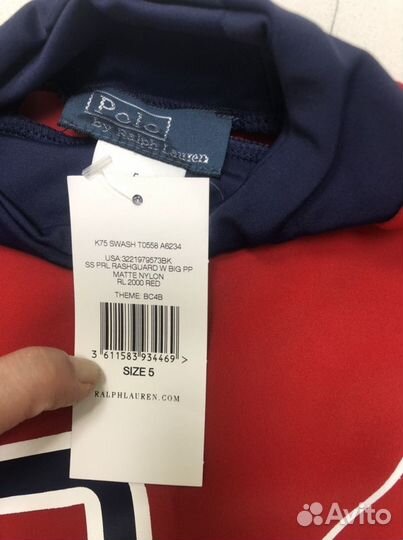 Polo
by Ralph Lauren
5
K75 SWASH T0558 A6234
USA:3221979573BK
SS PRL RASHGUARD W BIG PP
MATTE NYLON
RL 2000 RED
THEME: BC4B
3 611583 934469 >
SIZE 5
RALPHLAUREN.COM
Avito